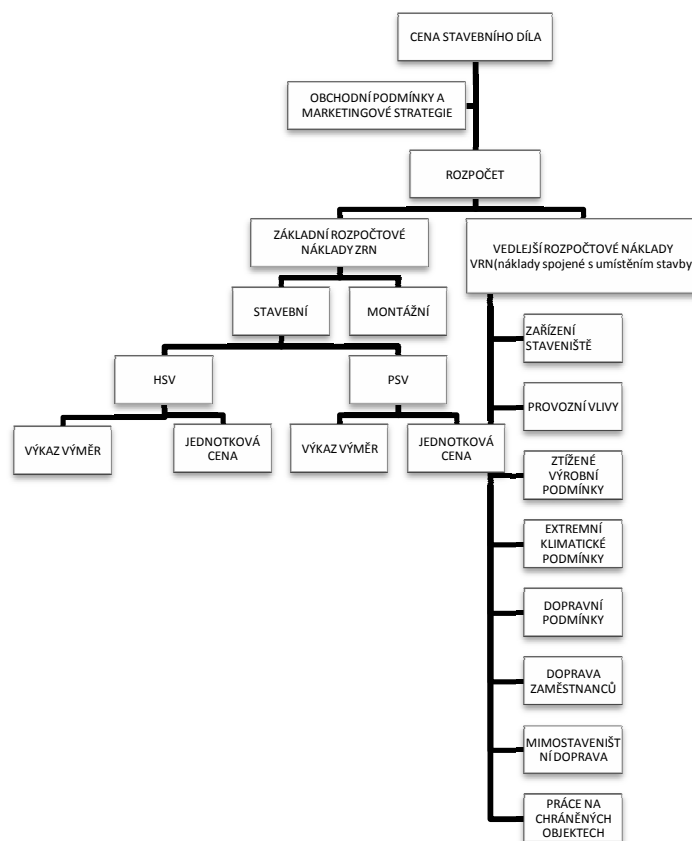 CENA STAVEBNÍHO DÍLA
OBCHODNÍ PODMÍNKY A
MARKETINGOVÉ STRATEGIE
ROZPOČET
ZÁKLADNÍ ROZPOČTOVÉ
NÁKLADY ZRN
VEDLEJŠÍ ROZPOČTOVÉ NÁKLADY
VRN(náklady spojené s umístěním stavby
STAVEBNÍ
MONTÁŽNÍ
HSV
PSV
VÝKAZ VÝMĚR
JEDNOTKOVÁ
CENA
VÝKAZ VÝMĚR
JEDNOTKOVÁ
CENA
ZAŘÍZENÍ
STAVENIŠTĚ
PROVOZNÍ VLIVY
ZTÍŽENÉ
VÝROBNÍ
PODMÍNKY
EXTREMNÍ
KLIMATICKÉ
PODMÍNKY
DOPRAVNÍ
PODMÍNKY
DOPRAVA
ZAMĚSTNANCŮ
MIMOSTAVENIŠT
NÍ DOPRAVA
PRÁCE NA
CHRÁNĚNÝCH
OBJEKTECH